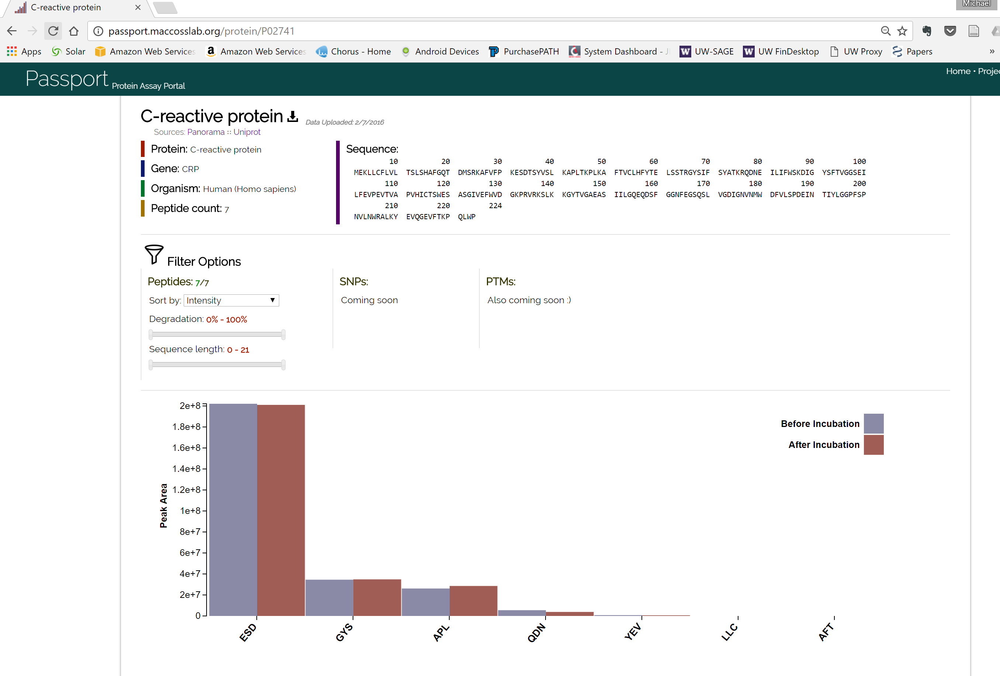 C-reactive protein
Michael
passport.maccosslab.org/protein/P02741
Apps Solar Amazon Web Services Amazon Web Services Chorus - Home Android Devices PurchasePATH System Dashboard - UW-SAGE UW FinDesktop UW Proxy Papers »
Passport Protein Assay Portal
Home • Projec
C-reactive protein Data Uploaded: 2/7/2016
Sources: Panorama :: Uniprot
Protein: C-reactive protein
Gene: CRP
Organism: Human (Homo sapiens)
Peptide count: 7
Sequence:
10 20 30 40 50 60 70 80 90 100
MEKLLCFLVL TSLSHAFGQT DMSRKAFVFP KESDTSYVSL KAPLTKPLKA FTVCLHFYTE LSSTRGYSIF SYATKRQDNE ILIFWSKDIG YSFTVGGSEI
110 120 130 140 150 160 170 180 190 200
LFEVPEVTVA PVHICTSWES ASGIVEFWVD GKPRVRKSLK KGYTVGAEAS IILGQEQDSF GGNFEGSQSL VGDIGNVNMW DFVLSPDEIN TIYLGGPFSP
210 220 224
NVLNWRALKY EVQGEVFTKP QLWP
Filter Options
Peptides: 7/7
Sort by: Intensity
Degradation: 0% - 100%
Sequence length: 0 - 21
SNPs:
Coming soon
PTMs:
Also coming soon :)
Peak Area
2e+8
1.8e+8
1.6e+8
1.4e+8
1.2e+8
1e+8
8e+7
6e+7
4e+7
2e+7
0
Before Incubation
After Incubation
ESD GYS APL QDN YEV LLC AFT